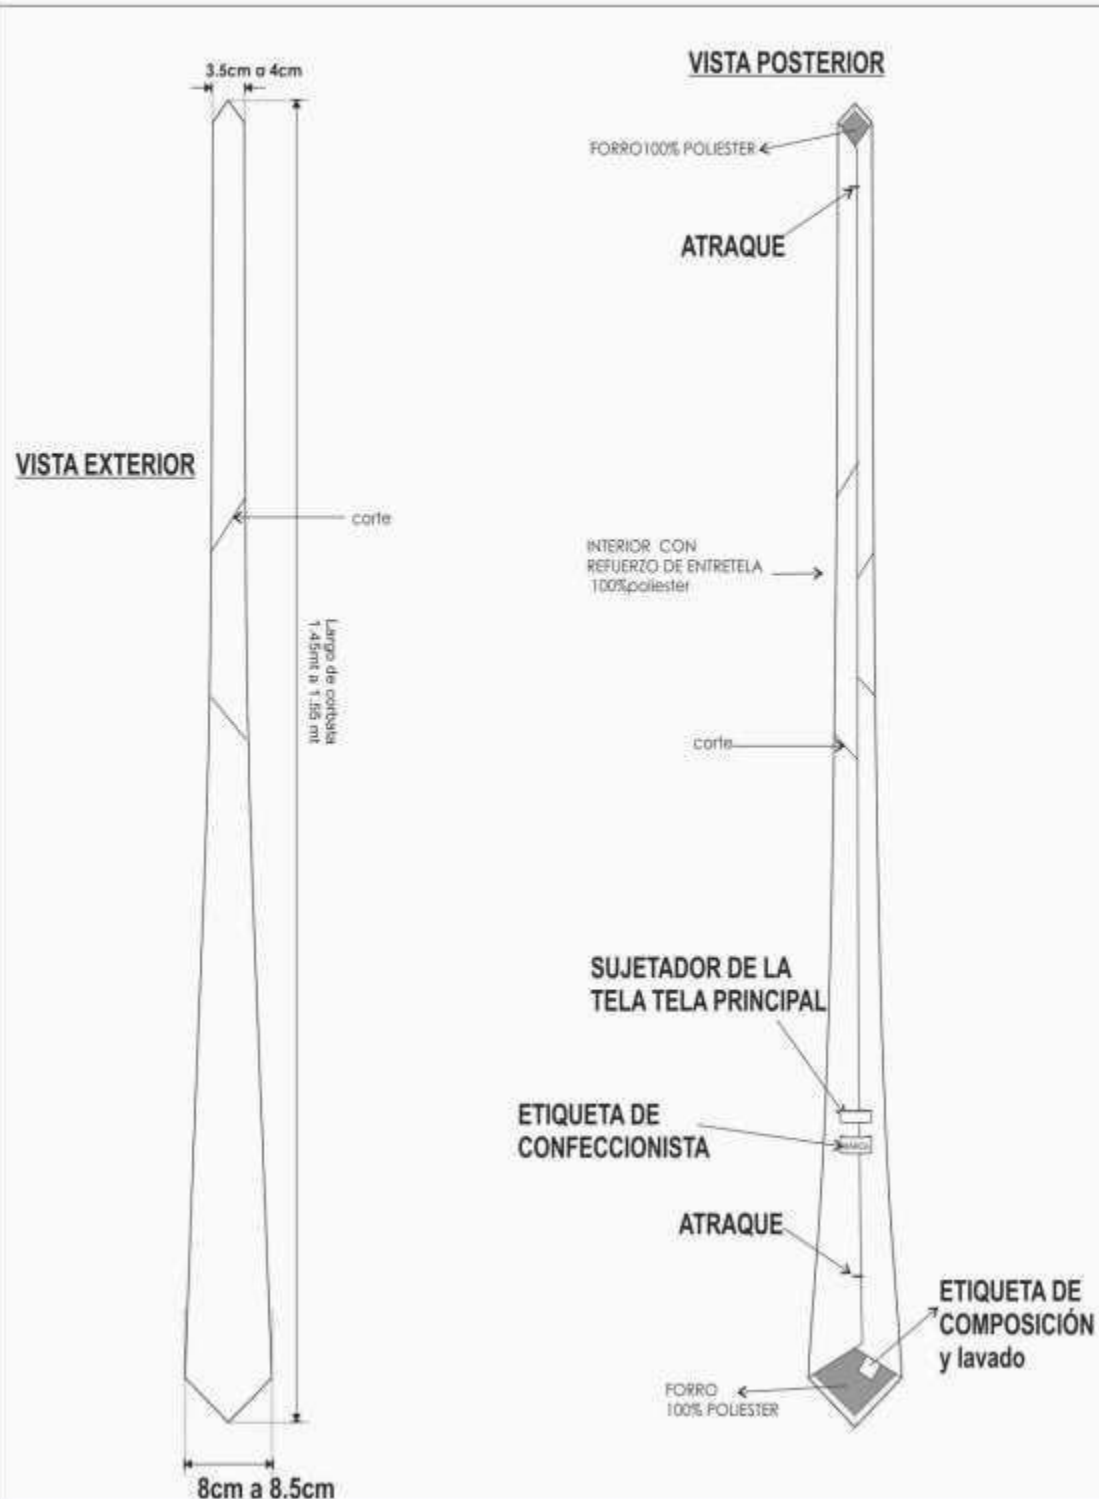 3.5cm a 4cm
VISTA EXTERIOR
corte
Largo de corbata
1.45mt a 1.55 mt
8cm a 8.5cm
VISTA POSTERIOR
FORRO100% POLIESTER
ATRAQUE
INTERIOR CON
REFUERZO DE ENTRETELA
100%poliester
corte
SUJETADOR DE LA
TELA TELA PRINCIPAL
ETIQUETA DE
CONFECCIONISTA
MARCA
ATRAQUE
ETIQUETA DE
COMPOSICIÓN
y lavado
FORRO
100% POLIESTER